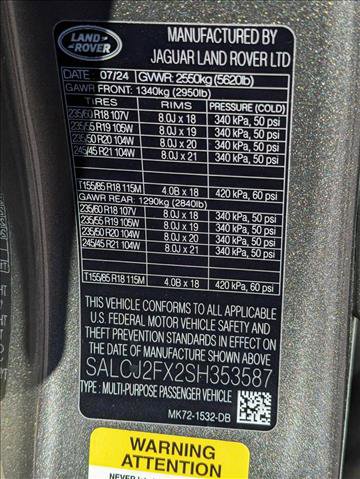 LAND
ROVER
MANUFACTURED BY
JAGUAR LAND ROVER LTD
DATE : 07/24 GVWR: 2550kg (5620lb)
GAWR FRONT: 1340kg (2950lb)
TIRES RIMS PRESSURE (COLD)
235/60 R18 107V 8.0J x 18 340 kPa, 50 psi
235/55 R19 105W 8.0J x 19 340 kPa, 50 psi
235/50 R20 104W 8.0J x 20 340 kPa, 50 psi
245/45 R21 104W 8.0J x 21 340 kPa, 50 psi
T155/85 R18 115M 4.0B x 18 420 kPa, 60 psi
GAWR REAR: 1290kg (2840lb)
235/60 R18 107V 8.0J x 18 340 kPa, 50 psi
235/55 R19 105W 8.0J x 19 340 kPa, 50 psi
235/50 R20 104W 8.0J x 20 340 kPa, 50 psi
245/45 R21 104W 8.0J x 21 340 kPa, 50 psi
T155/85 R18 115M 4.0B x 18 420 kPa, 60 psi
THIS VEHICLE CONFORMS TO ALL APPLICABLE
U.S. FEDERAL MOTOR VEHICLE SAFETY, BUMPER AND
THEFT PREVENTION STANDARDS IN EFFECT ON
THE DATE OF MANUFACTURE SHOWN ABOVE
SALCJ2FX2SH353587
TYPE : MULTI-PURPOSE PASSENGER VEHICLE
MK72-1532-DB
WARNING
ATTENTION